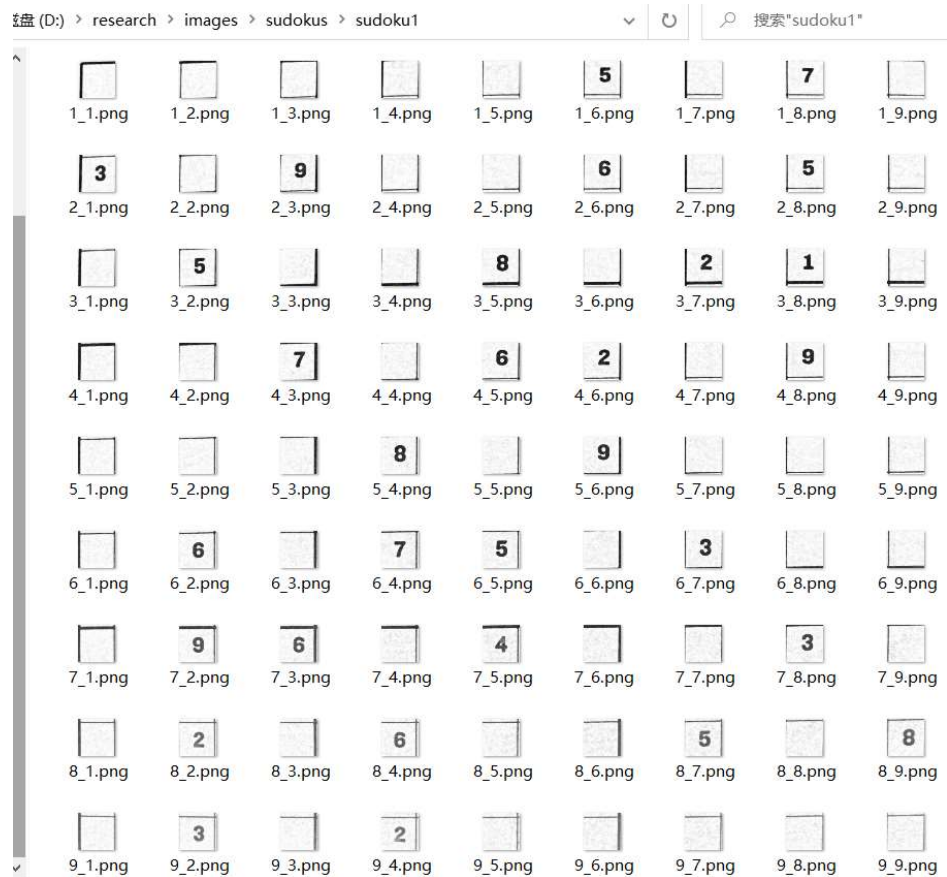 磁盘 (D:) > research > images > sudokus > sudoku1 搜索"sudoku1"
5 7
1_1.png 1_2.png 1_3.png 1_4.png 1_5.png 1_6.png 1_7.png 1_8.png 1_9.png
3 9 6 5
2_1.png 2_2.png 2_3.png 2_4.png 2_5.png 2_6.png 2_7.png 2_8.png 2_9.png
5 8 2 1
3_1.png 3_2.png 3_3.png 3_4.png 3_5.png 3_6.png 3_7.png 3_8.png 3_9.png
7 6 2 9
4_1.png 4_2.png 4_3.png 4_4.png 4_5.png 4_6.png 4_7.png 4_8.png 4_9.png
8 9
5_1.png 5_2.png 5_3.png 5_4.png 5_5.png 5_6.png 5_7.png 5_8.png 5_9.png
6 7 5 3
6_1.png 6_2.png 6_3.png 6_4.png 6_5.png 6_6.png 6_7.png 6_8.png 6_9.png
9 6 4 3
7_1.png 7_2.png 7_3.png 7_4.png 7_5.png 7_6.png 7_7.png 7_8.png 7_9.png
2 6 5 8
8_1.png 8_2.png 8_3.png 8_4.png 8_5.png 8_6.png 8_7.png 8_8.png 8_9.png
3 2
9_1.png 9_2.png 9_3.png 9_4.png 9_5.png 9_6.png 9_7.png 9_8.png 9_9.png